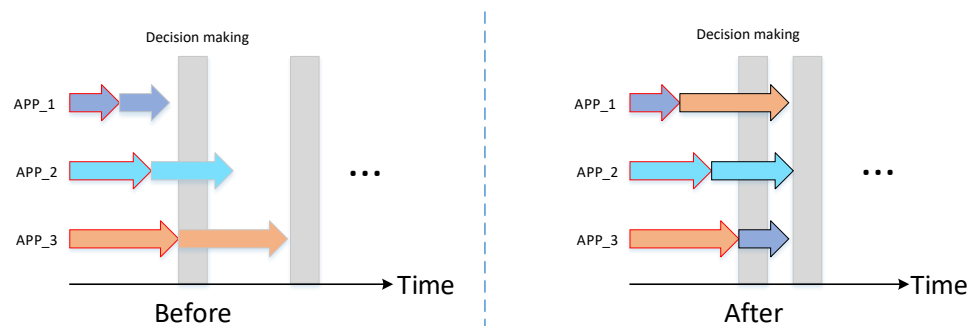 Decision making
APP_1
APP_2
...
APP_3
Time
Before
Decision making
APP_1
APP_2
...
APP_3
Time
After